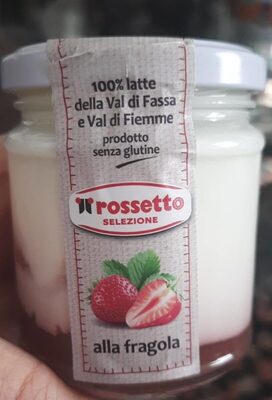 100% latte
della Val di Fassa
e Val di Fiemme
prodotto
senza glutine
rossetto
SELEZIONE
alla fragola